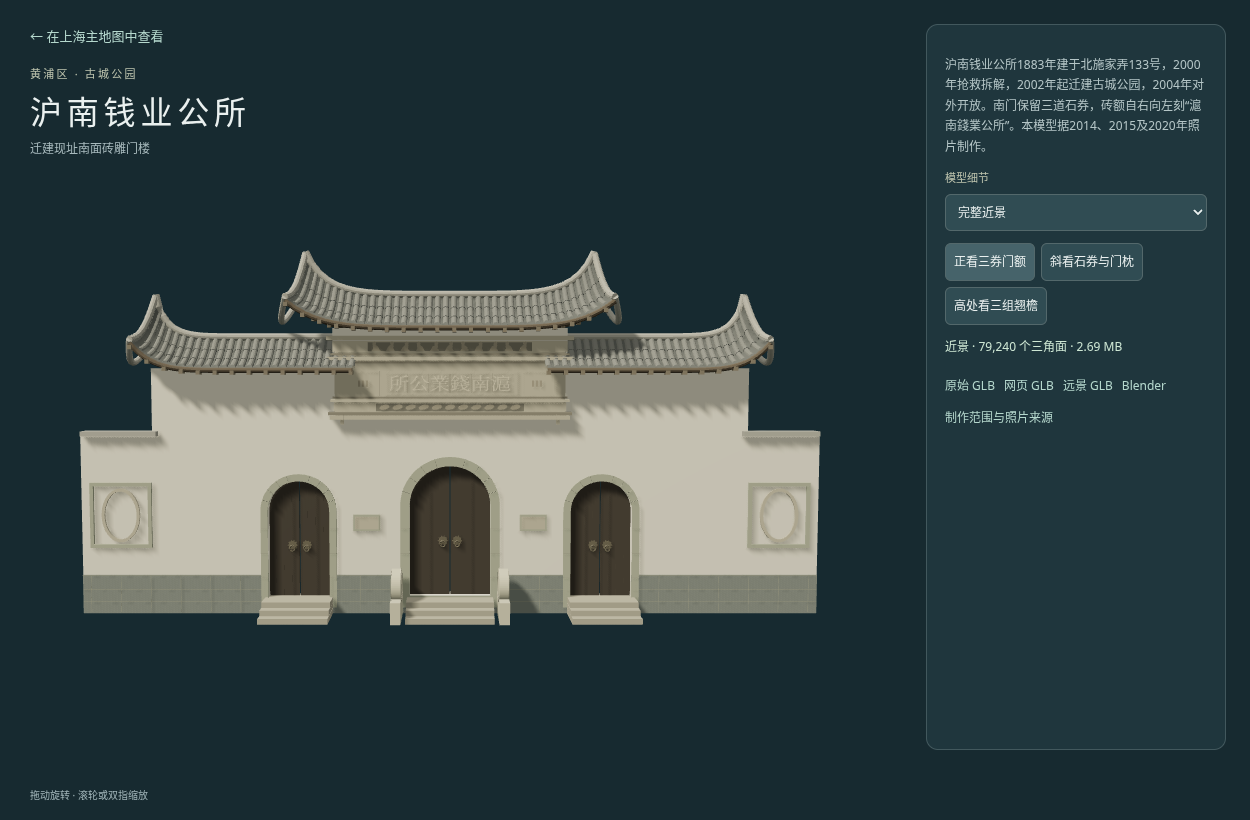 ← 在上海主地图中查看
黄浦区 · 古城公园
沪南钱业公所
迁建现址南面砖雕门楼
所公業錢南滬
沪南钱业公所1883年建于北施家弄133号，2000
年抢救拆解，2002年起迁建古城公园，2004年对
外开放。南门保留三道石券，砖额自右向左刻“滬
南錢業公所”。本模型据2014、2015及2020年照
片制作。
模型细节
完整近景
正看三券门额
斜看石券与门枕
高处看三组翘檐
近景 · 79,240 个三角面 · 2.69 MB
原始 GLB 网页 GLB 远景 GLB Blender
制作范围与照片来源
拖动旋转 · 滚轮或双指缩放